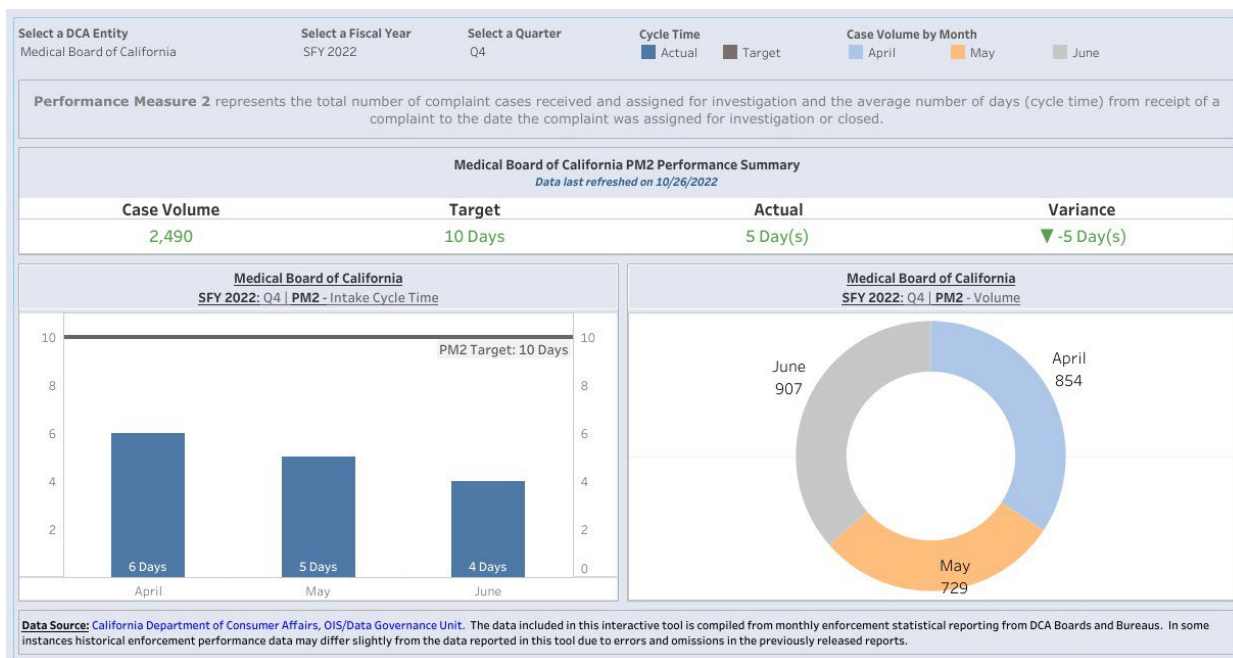 Select a DCA Entity
Medical Board of California
Select a Fiscal Year
SFY 2022
Select a Quarter
Q4
Cycle Time
Actual Target
Case Volume by Month
April May June
Performance Measure 2 represents the total number of complaint cases received and assigned for investigation and the average number of days (cycle time) from receipt of a
complaint to the date the complaint was assigned for investigation or closed.
Medical Board of California PM2 Performance Summary
Data last refreshed on 10/26/2022
Case Volume Target Actual Variance
2,490 10 Days 5 Day(s) ▼ -5 Day(s)
Medical Board of California
SFY 2022: Q4 | PM2 - Intake Cycle Time
10 10
PM2 Target: 10 Days
8 8
6 6
4 4
2 2
0
6 Days 5 Days 4 Days
April May June
Medical Board of California
SFY 2022: Q4 | PM2 - Volume
June
907
April
854
May
729
Data Source: California Department of Consumer Affairs, OIS/Data Governance Unit. The data included in this interactive tool is compiled from monthly enforcement statistical reporting from DCA Boards and Bureaus. In some
instances historical enforcement performance data may differ slightly from the data reported in this tool due to errors and omissions in the previously released reports.